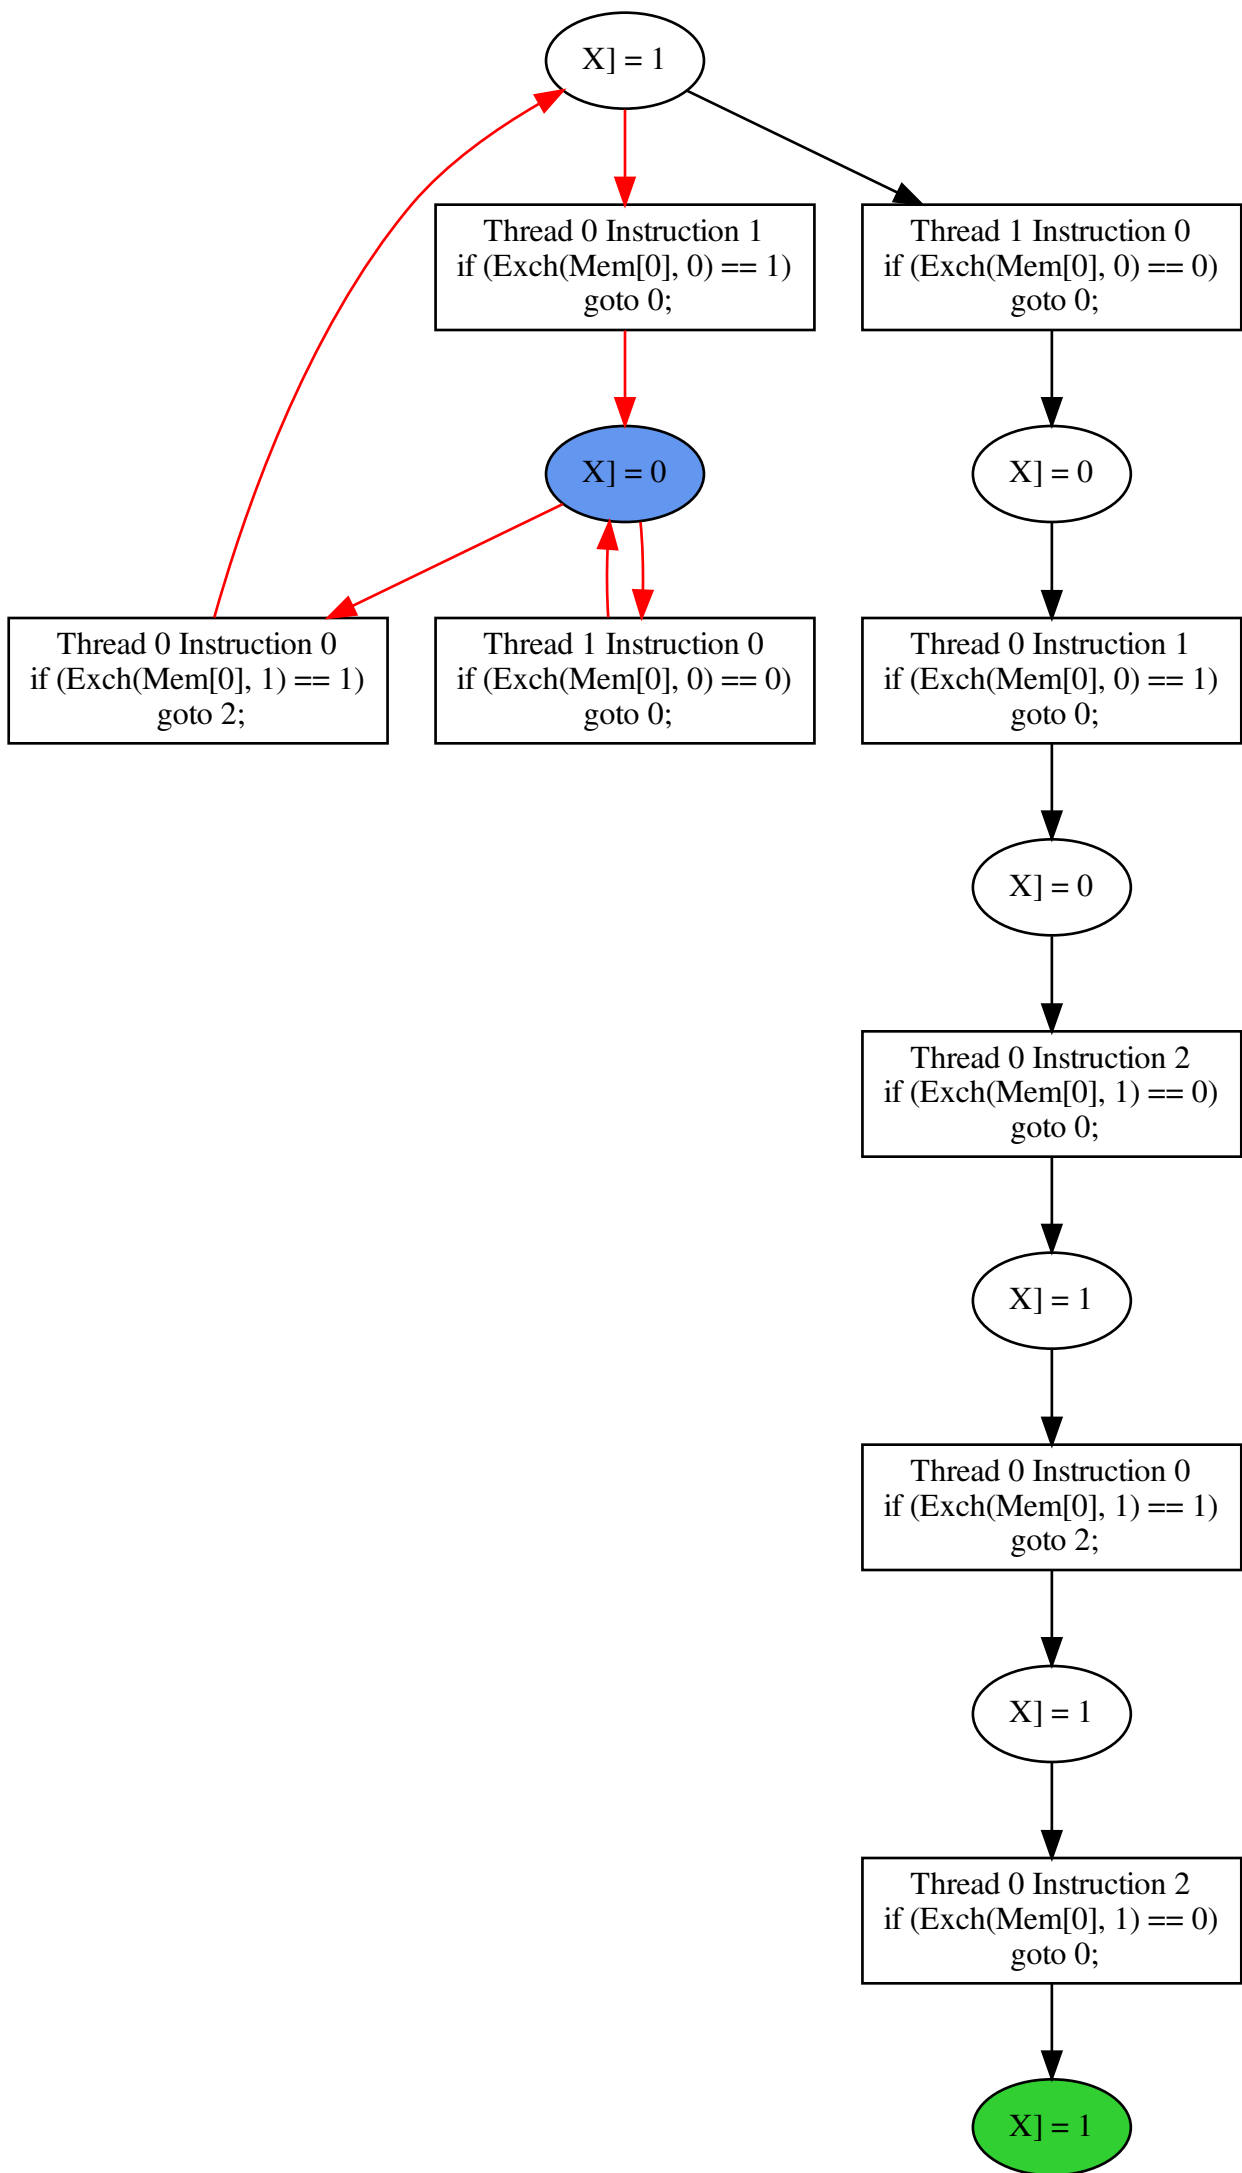 X] = 1
Thread 0 Instruction 1
if (Exch(Mem[0], 0) == 1)
goto 0;
Thread 1 Instruction 0
if (Exch(Mem[0], 0) == 0)
goto 0;
X] = 0
X] = 0
Thread 0 Instruction 0
if (Exch(Mem[0], 1) == 1)
goto 2;
Thread 1 Instruction 0
if (Exch(Mem[0], 0) == 0)
goto 0;
Thread 0 Instruction 1
if (Exch(Mem[0], 0) == 1)
goto 0;
X] = 0
Thread 0 Instruction 2
if (Exch(Mem[0], 1) == 0)
goto 0;
X] = 1
Thread 0 Instruction 0
if (Exch(Mem[0], 1) == 1)
goto 2;
X] = 1
Thread 0 Instruction 2
if (Exch(Mem[0], 1) == 0)
goto 0;
X] = 1